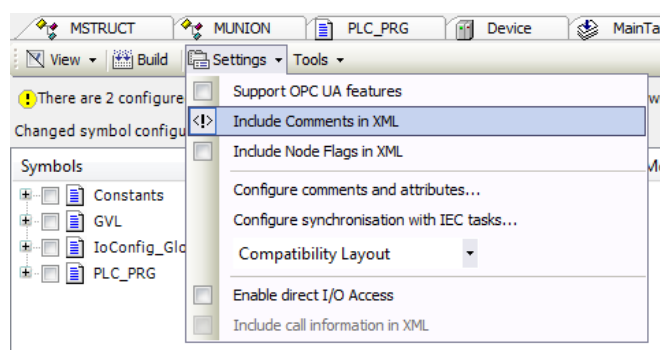 MSTRUCT MUNION PLC_PRG Device MainTa
View Build Settings Tools
There are 2 configure
Support OPC UA features
Changed symbol configu
Include Comments in XML
Include Node Flags in XML
Symbols
Configure comments and attributes...
Constants
Configure synchronisation with IEC tasks...
GVL
Compatibility Layout
IoConfig_Glo
PLC_PRG
Enable direct I/O Access
Include call information in XML